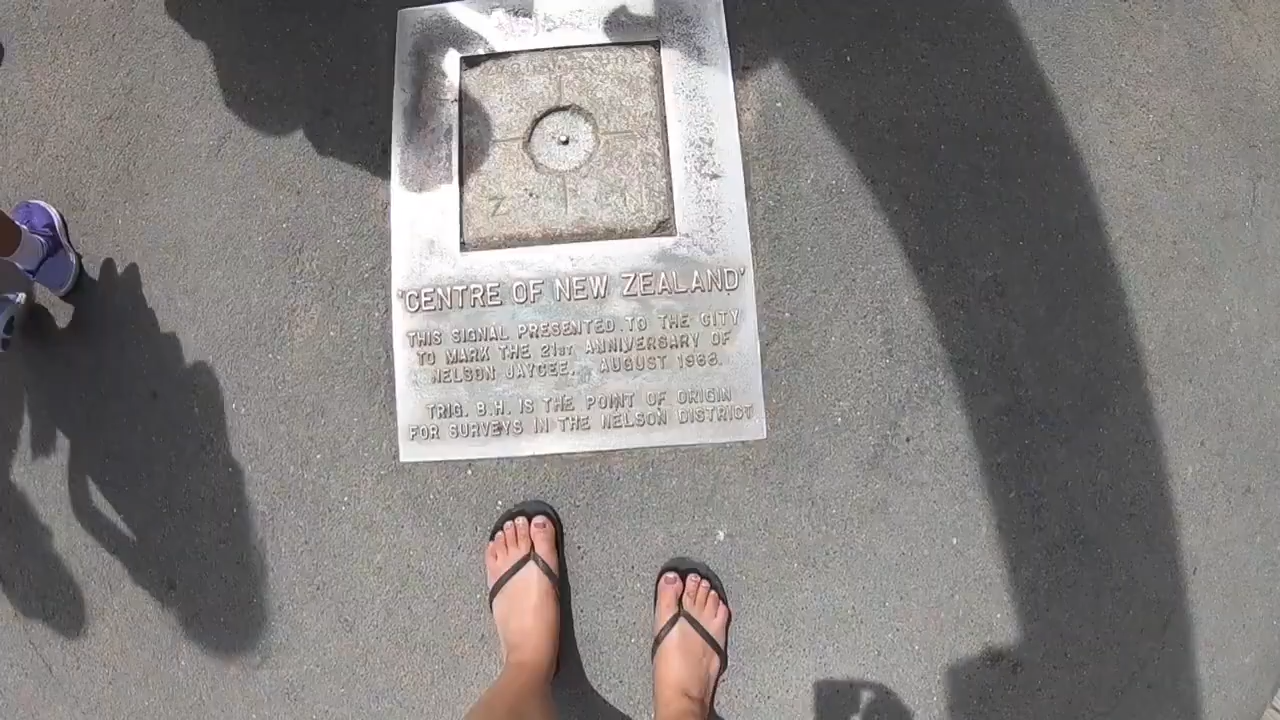 'CENTRE OF NEW ZEALAND'
THIS SIGNAL PRESENTED TO THE CITY
TO MARK THE 21ST ANNIVERSARY OF
NELSON JAYCEE. AUGUST 1968.
TRIG. B.H. IS THE POINT OF ORIGIN
FOR SURVEYS IN THE NELSON DISTRICT